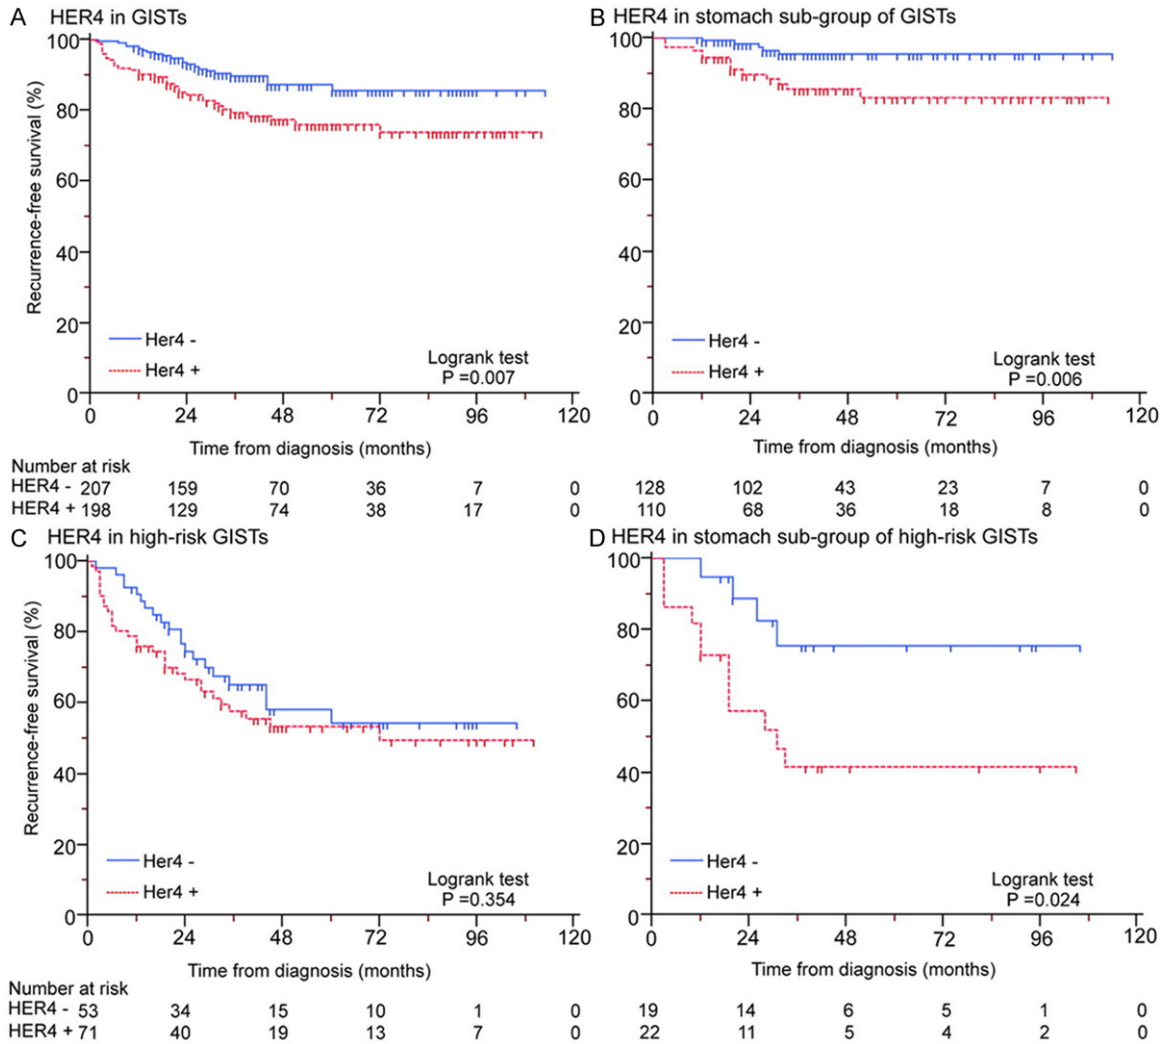 A HER4 in GISTs
Recurrence-free survival (%)
100
80
60
40
20
0
Her4 -
Her4 +
Logrank test
P =0.007
0 24 48 72 96 120
Time from diagnosis (months)
Number at risk
HER4 - 207 159 70 36 7 0
HER4 + 198 129 74 38 17 0
B HER4 in stomach sub-group of GISTs
100
80
60
40
20
0
Her4 -
Her4 +
Logrank test
P =0.006
0 24 48 72 96 120
Time from diagnosis (months)
128 102 43 23 7 0
110 68 36 18 8 0
C HER4 in high-risk GISTs
Recurrence-free survival (%)
100
80
60
40
20
0
Her4 -
Her4 +
Logrank test
P =0.354
0 24 48 72 96 120
Time from diagnosis (months)
Number at risk
HER4 - 53 34 15 10 1 0
HER4 + 71 40 19 13 7 0
D HER4 in stomach sub-group of high-risk GISTs
100
80
60
40
20
0
Her4 -
Her4 +
Logrank test
P =0.024
0 24 48 72 96 120
Time from diagnosis (months)
19 14 6 5 1 0
22 11 5 4 2 0